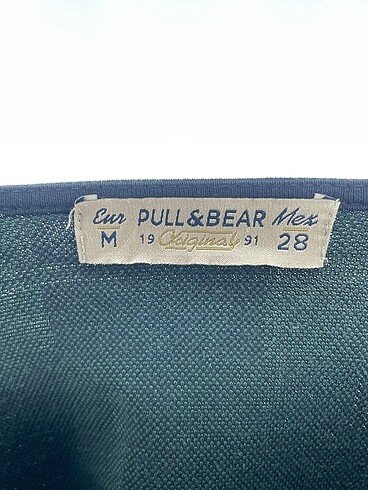 Eur PULL&BEAR Mex
M 19 Original 91 28